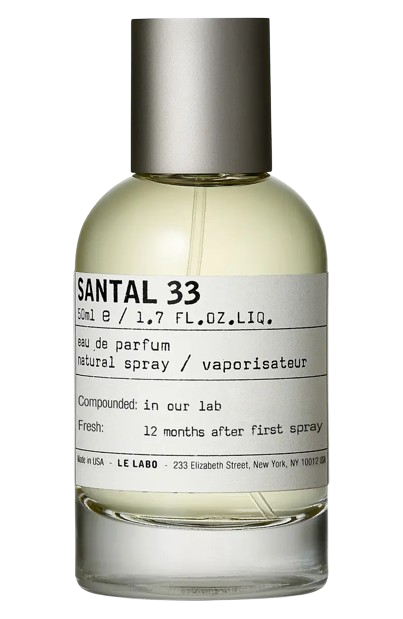 SANTAL 33
50ml e / 1.7 FL.OZ.LIQ.
eau de parfum
natural spray / vaporisateur
Compounded: in our lab
Fresh: 12 months after first spray
Made in USA - LE LABO - 233 Elizabeth Street, New York, NY 10012 USA